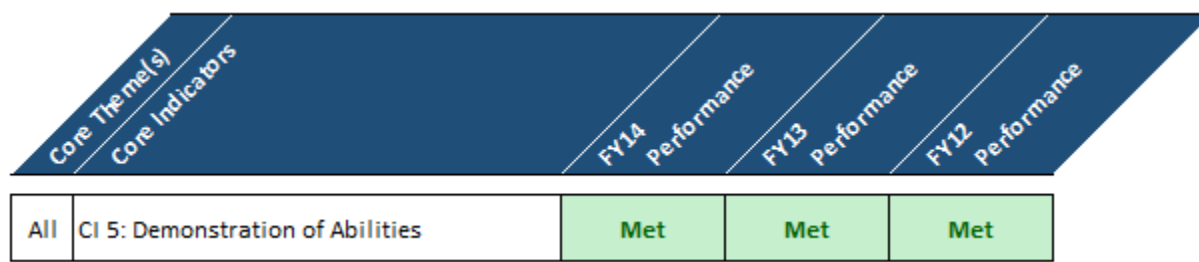 Core Theme(s)
Core Indicators
FY14
Performance
FY13
Performance
FY12
Performance
All CI 5: Demonstration of Abilities Met Met Met